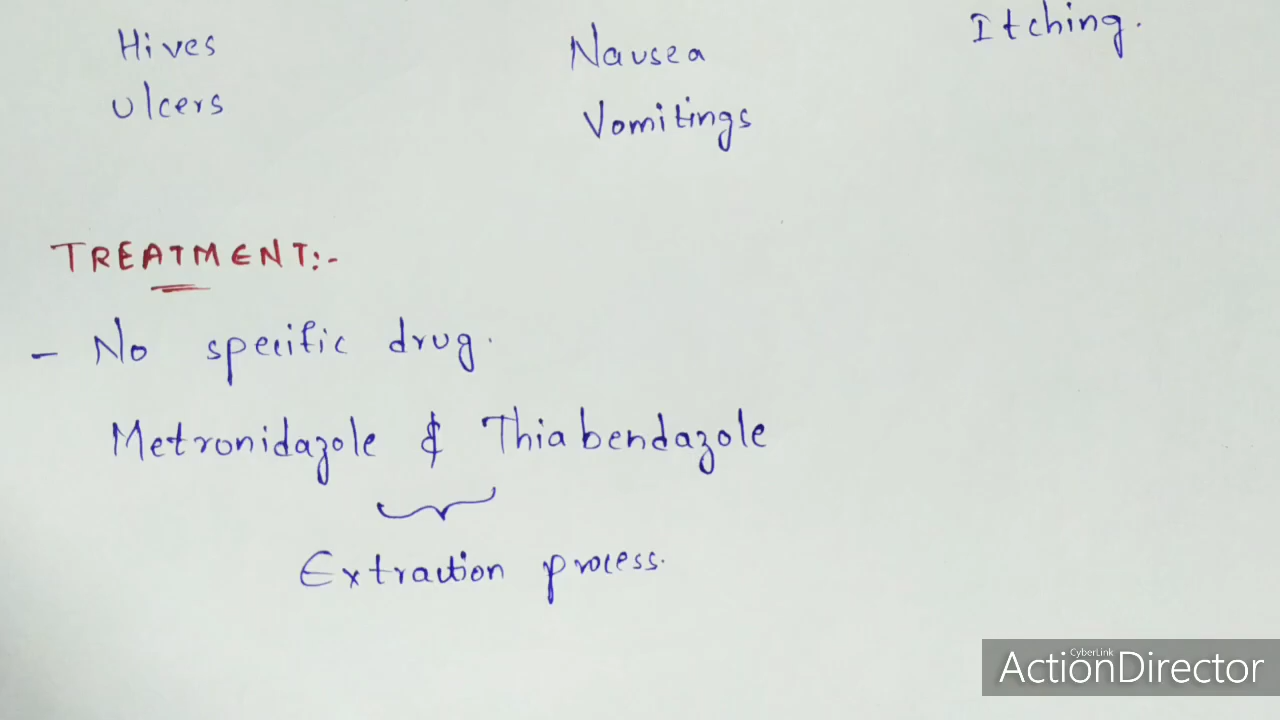 Hives Nausea Itching.
Ulcers Vomitings
TREATMENT:-
- No specific drug.
Metronidazole & Thiabendazole
Extraction process.
CyberLink
ActionDirector